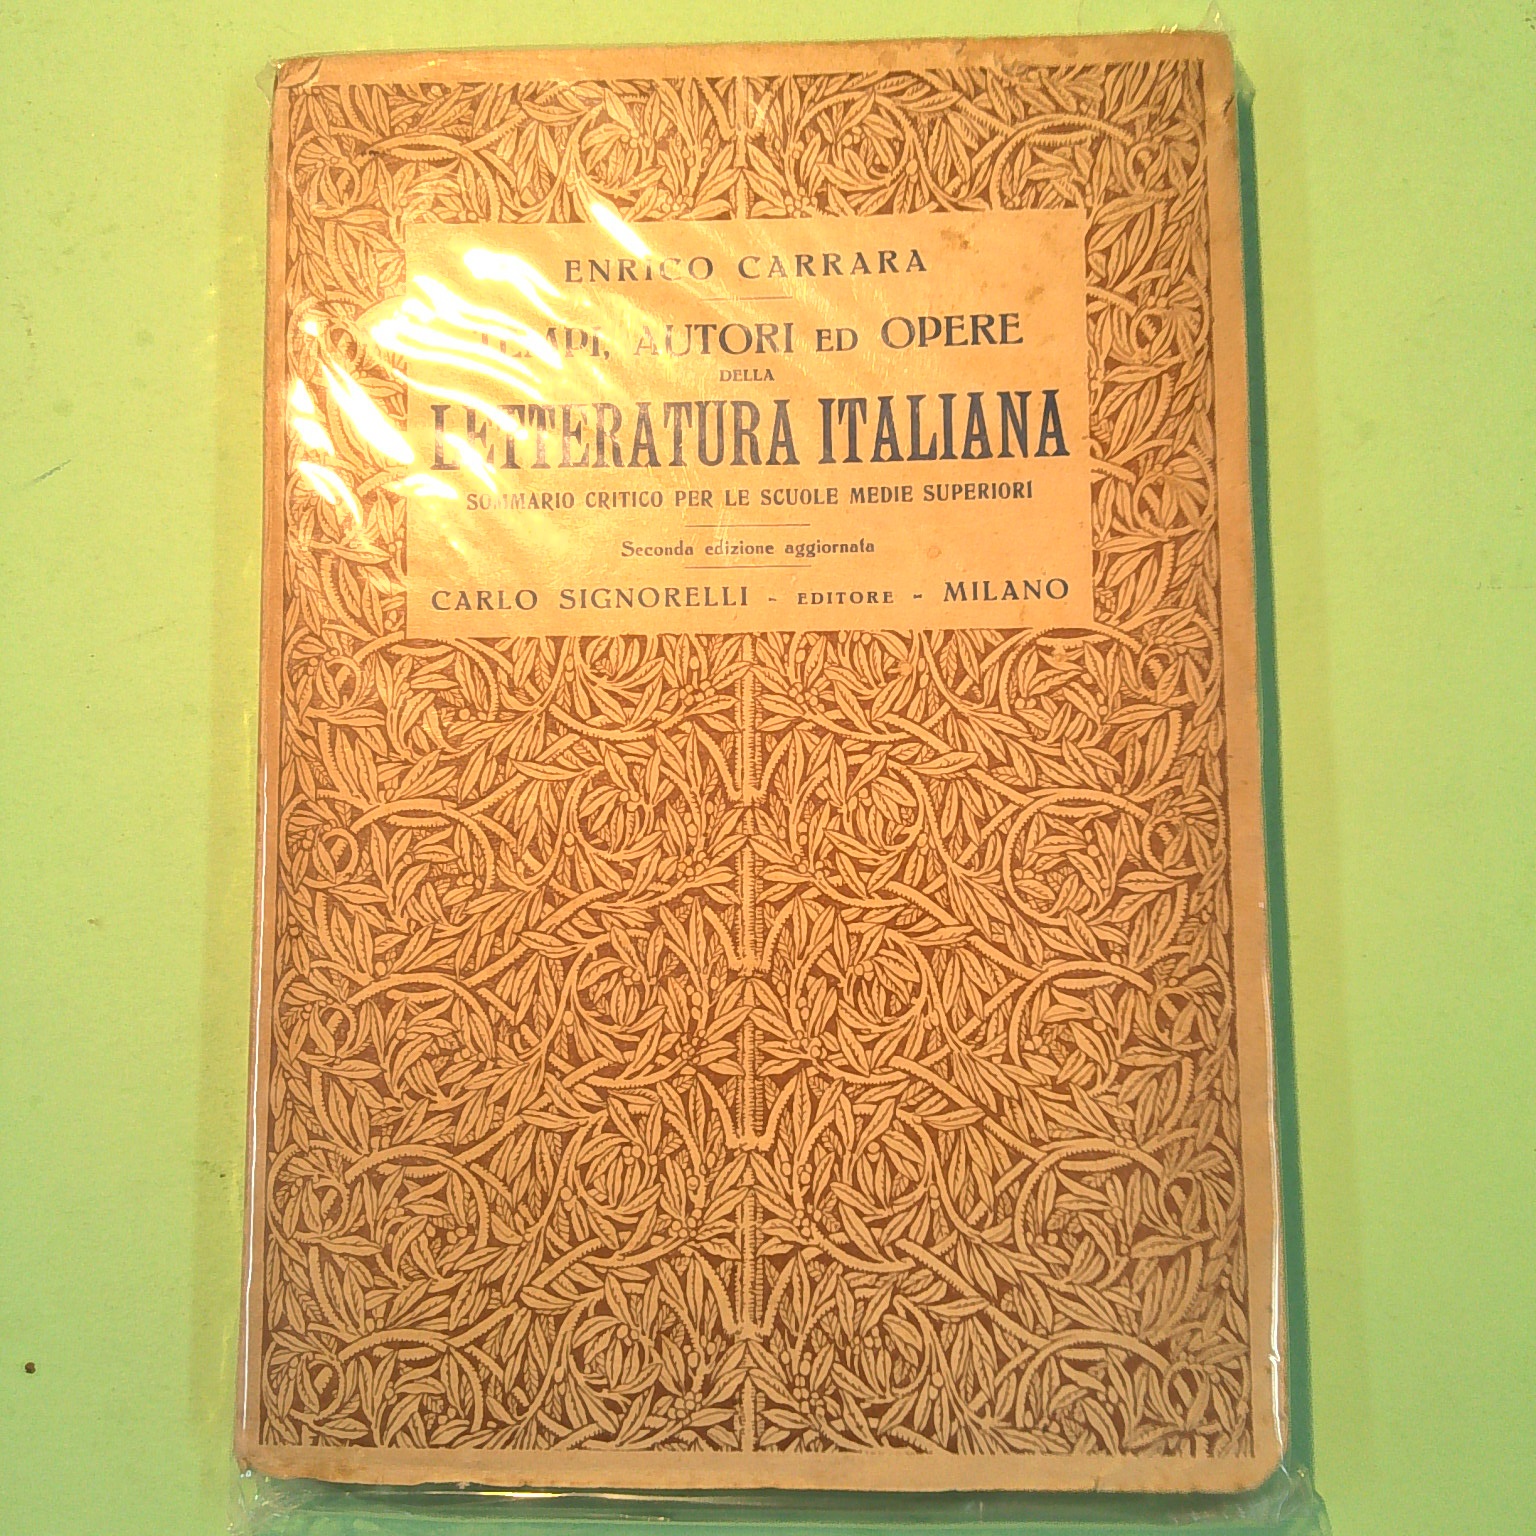 ENRICO CARRARA
TEMPI, AUTORI ED OPERE
DELLA
LETTERATURA ITALIANA
SOMMARIO CRITICO PER LE SCUOLE MEDIE SUPERIORI
Seconda edizione aggiornata
CARLO SIGNORELLI - EDITORE - MILANO